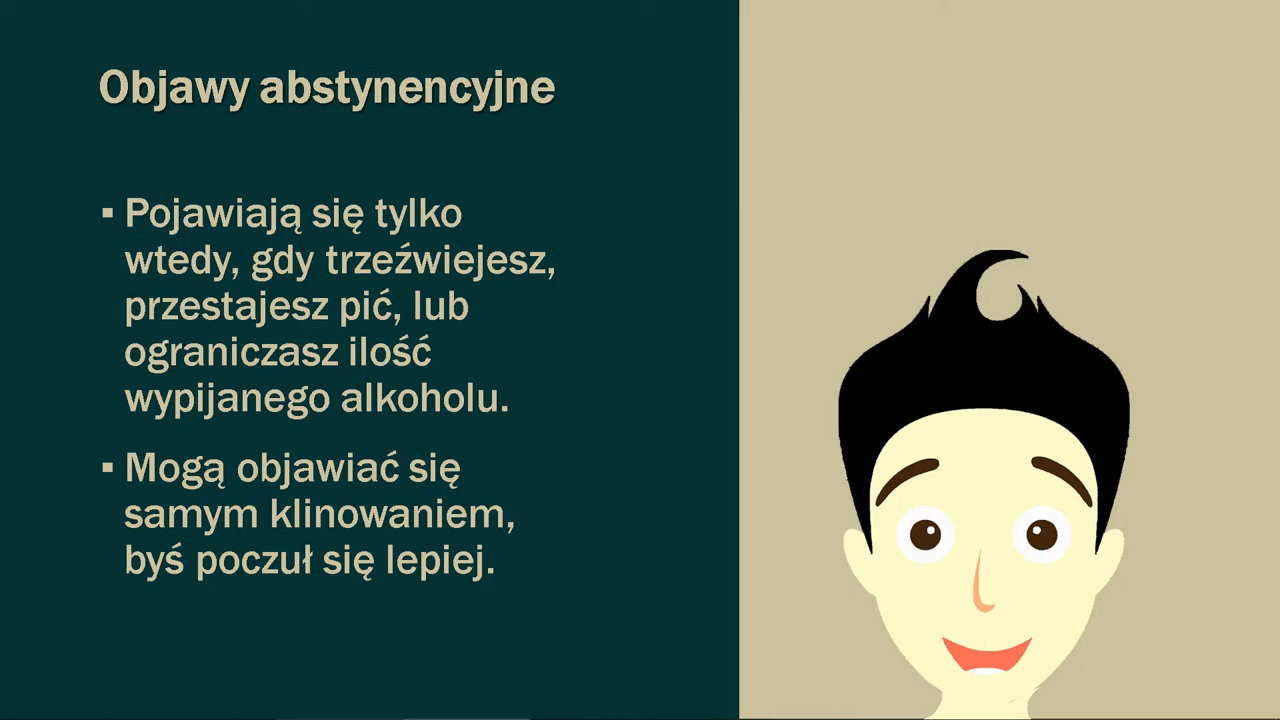 Objawy abstynencyjne
▪ Pojawiają się tylko
wtedy, gdy trzeźwiejesz,
przestajesz pić, lub
ograniczasz ilość
wypijanego alkoholu.
▪ Mogą objawiać się
samym klinowaniem,
byś poczuł się lepiej.